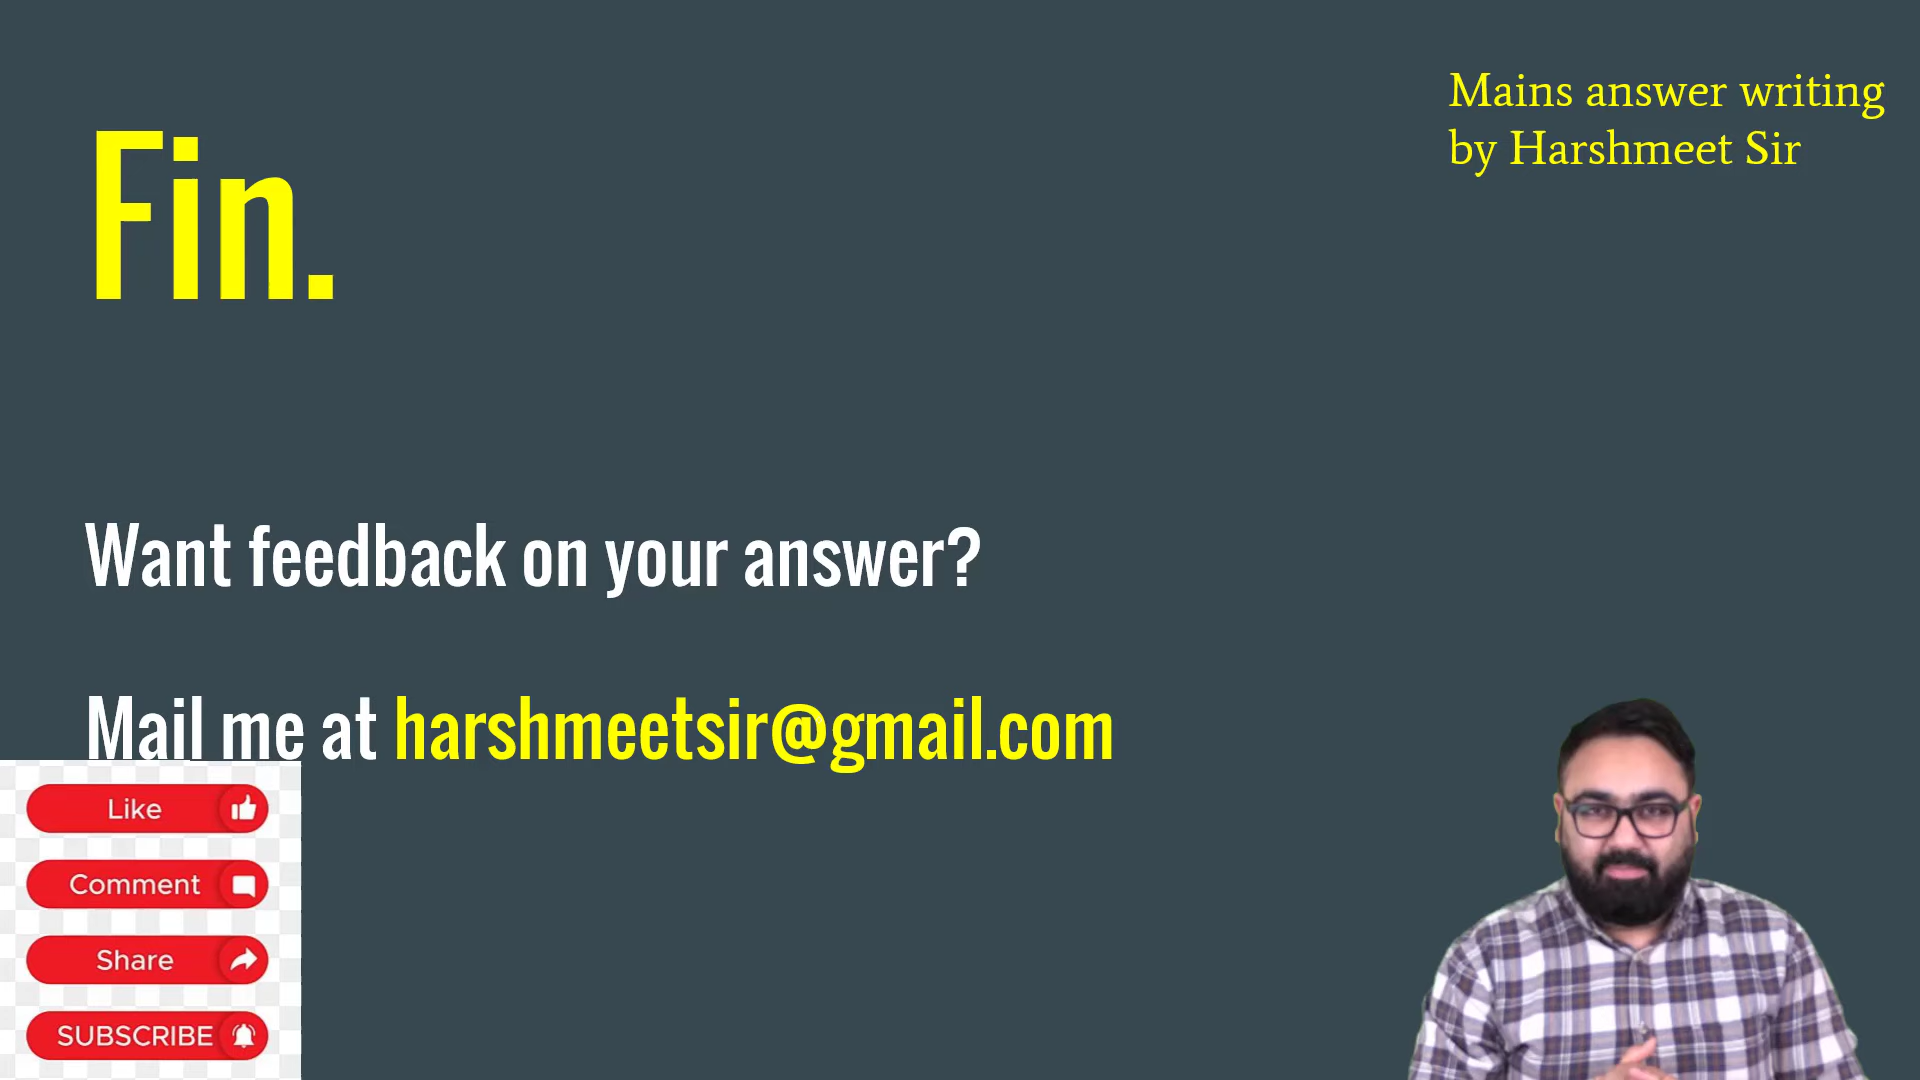 Mains answer writing
by Harshmeet Sir
Fin.
Want feedback on your answer?
Mail me at harshmeetsir@gmail.com
Like
Comment
Share
SUBSCRIBE